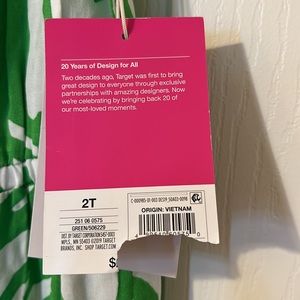 20 Years of Design for All
Two decades ago, Target was first to bring
great design to everyone through exclusive
partnerships with amazing designers. Now
we're celebrating by bringing back 20 of
our most-loved moments.
2T
251 06 0575
GREEN/506229
DIST. BY TARGET CORPORATION
MPLS, MN 55403 ©2019 TARGET
BRANDS, INC. SHOP TARGET.COM
ORIGIN: VIETNAM
$